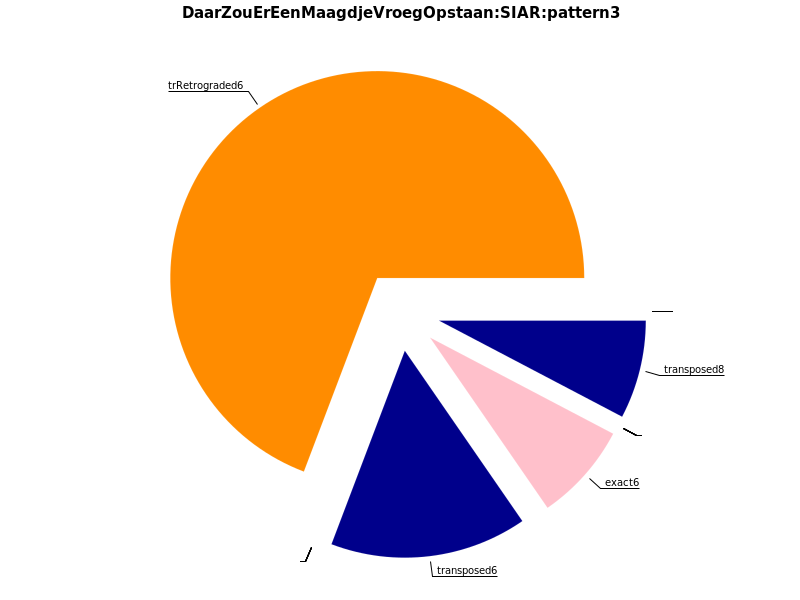 DaarZouErEenMaagdjeVroegOpstaan:SIAR:pattern3
trRetrograded6
transposed8
exact6
transposed6